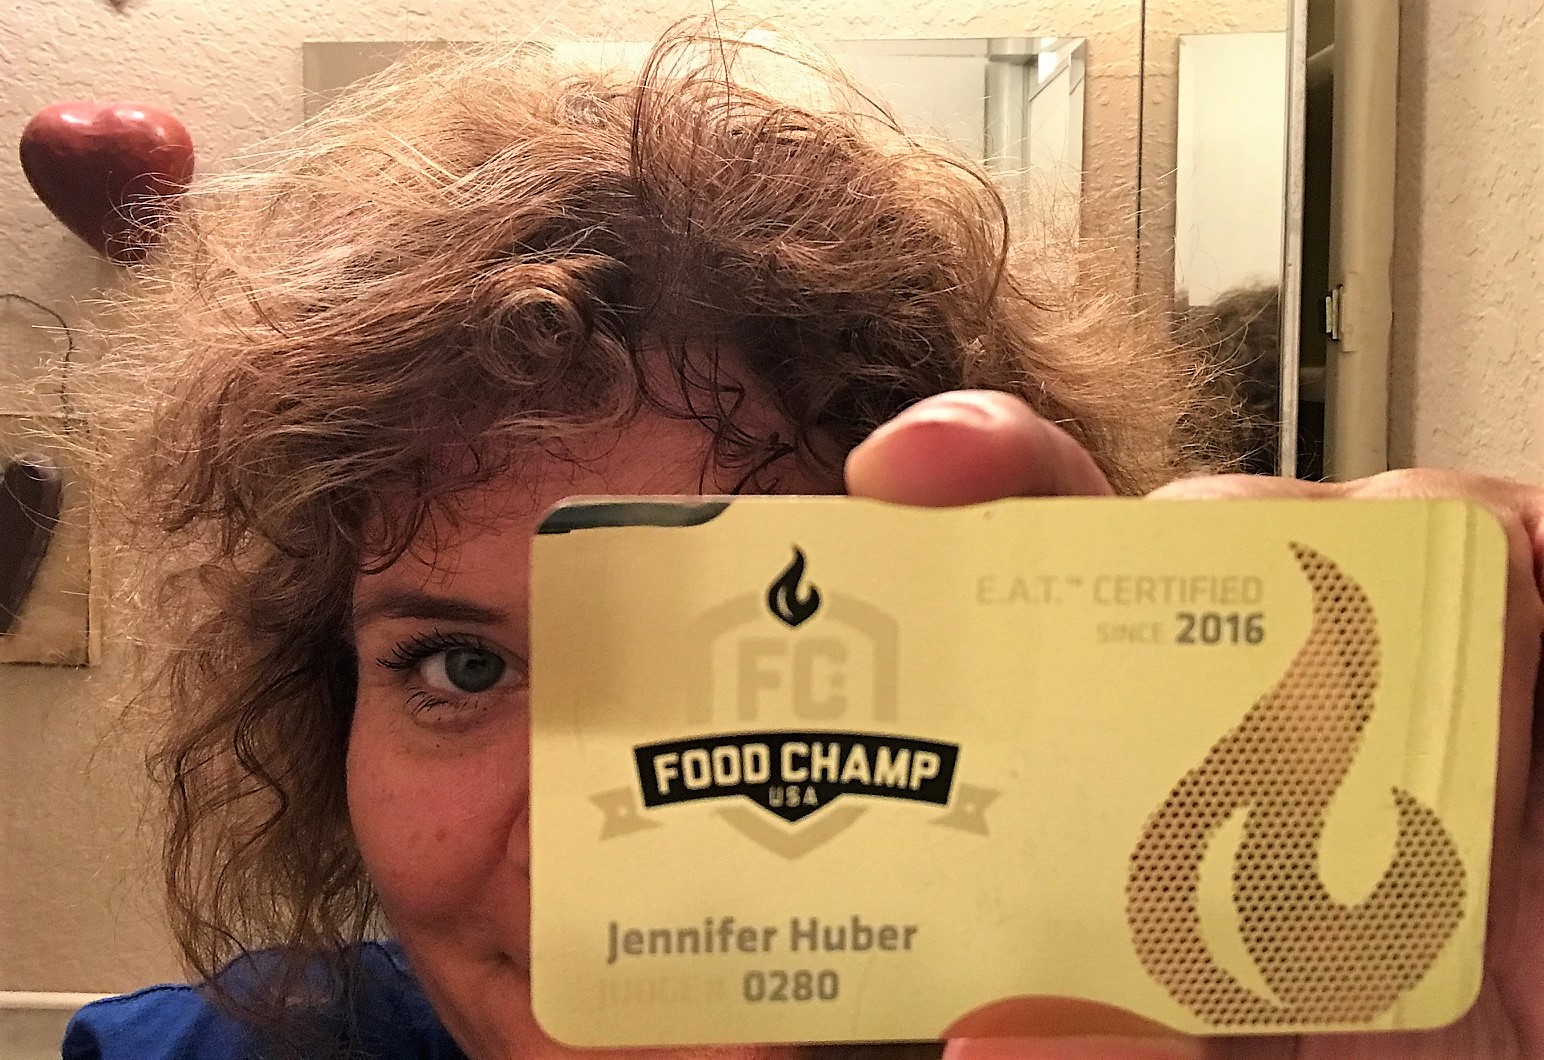 FC
FOOD CHAMP
USA
E.A.T.™ CERTIFIED
SINCE 2016
Jennifer Huber
JUDGE# 0280